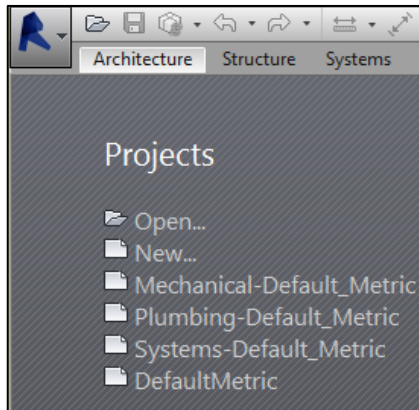 Architecture Structure Systems
Projects
Open...
New...
Mechanical-Default_Metric
Plumbing-Default_Metric
Systems-Default_Metric
DefaultMetric